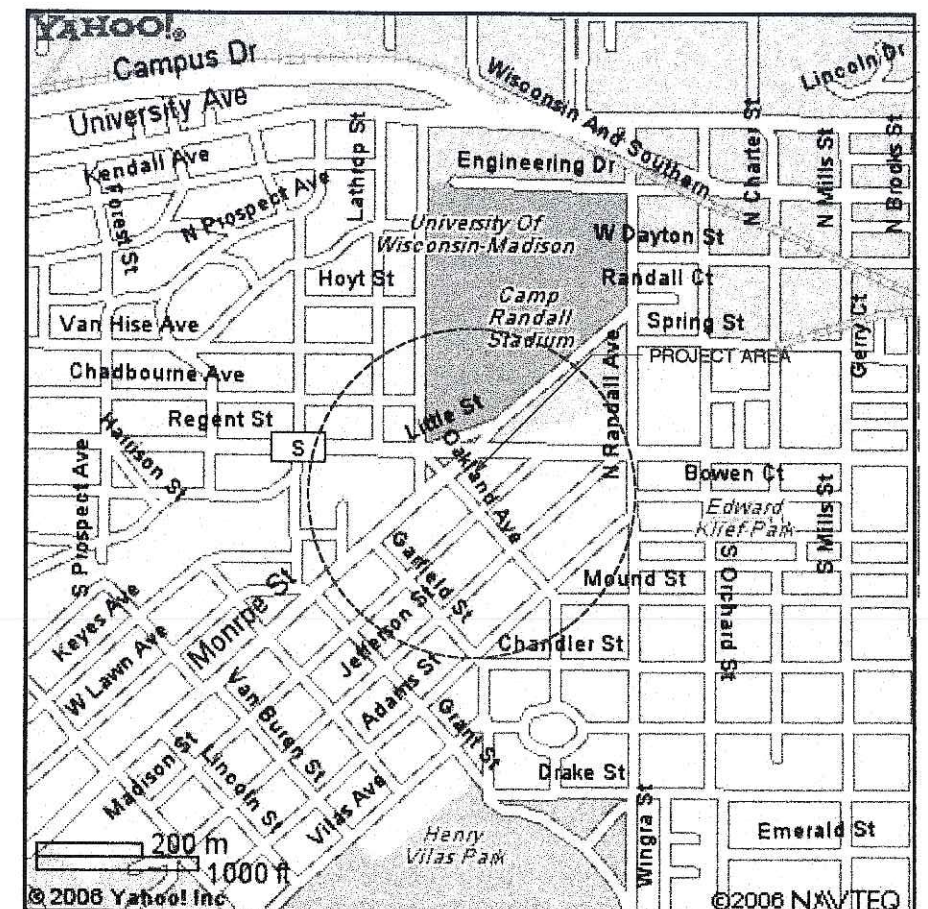 YAHOO!®
Campus Dr
University Ave
Kendall Ave
Forest St
N Prospect Ave
Lathrop St
Wisconsin And Southern
Lincoln Dr
N Charter St
N Mills St
N Brooks St
Engineering Dr
University Of
Wisconsin-Madison
W Dayton St
Hoyt St
Randall Ct
Camp
Randall
Stadium
Van Hise Ave
Spring St
Gerry Ct
PROJECT AREA
Chadbourne Ave
N Randall Ave
Regent St
Little St
Harrison St
S
Oakland Ave
S Prospect Ave
Bowen Ct
Edward
Klief Park
S Mills St
Garfield St
Mound St
S Orchard St
Keyes Ave
Monroe St
Jefferson St
Chandler St
W Lawn Ave
Adams St
Van Buren St
Grant St
Madison St
Lincoln St
Vilas Ave
Drake St
Wingra St
Henry
Vilas Park
Emerald St
200 m
1000 ft
© 2006 Yahoo! Inc
©2006 NAVTEQ